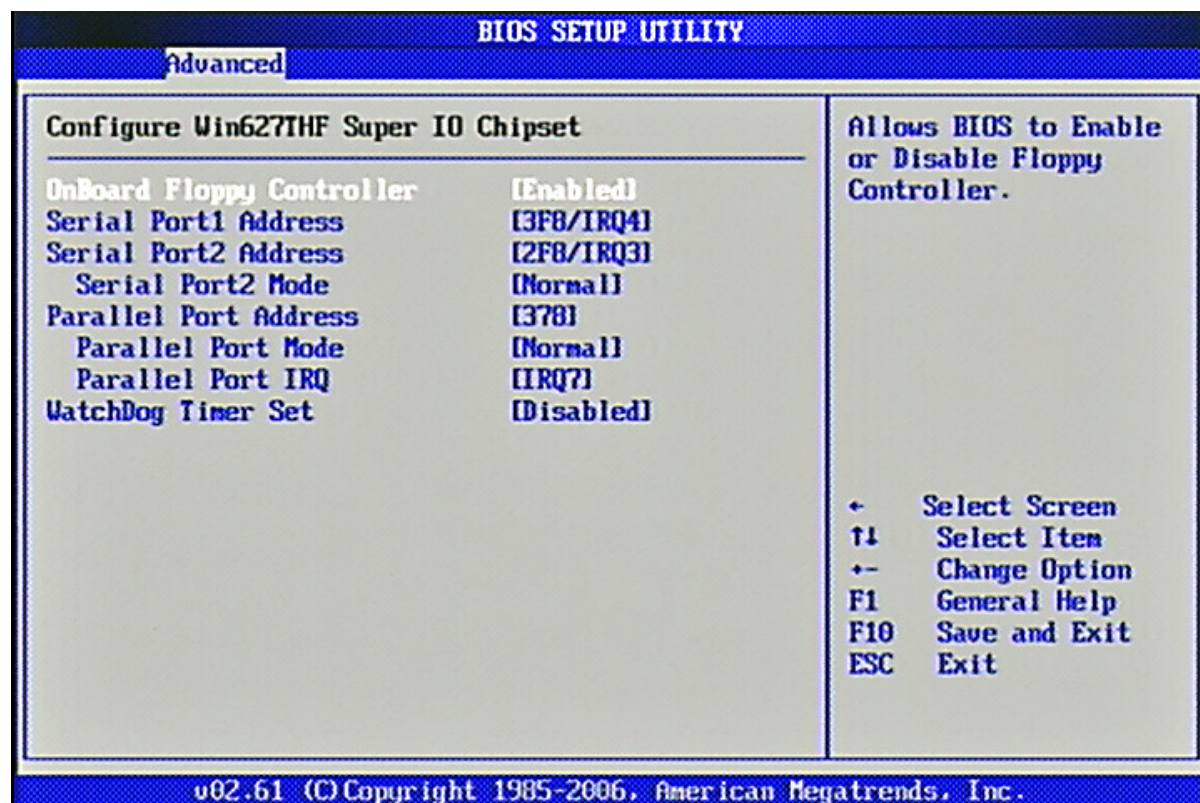 BIOS SETUP UTILITY
Advanced
Configure Win627THF Super IO Chipset
OnBoard Floppy Controller [Enabled]
Serial Port1 Address [3F8/IRQ4]
Serial Port2 Address [2F8/IRQ3]
Serial Port2 Mode [Normal]
Parallel Port Address [378]
Parallel Port Mode [Normal]
Parallel Port IRQ [IRQ7]
WatchDog Timer Set [Disabled]
Allows BIOS to Enable
or Disable Floppy
Controller.
← Select Screen
↑↓ Select Item
+- Change Option
F1 General Help
F10 Save and Exit
ESC Exit
v02.61 (C)Copyright 1985-2006, American Megatrends, Inc.